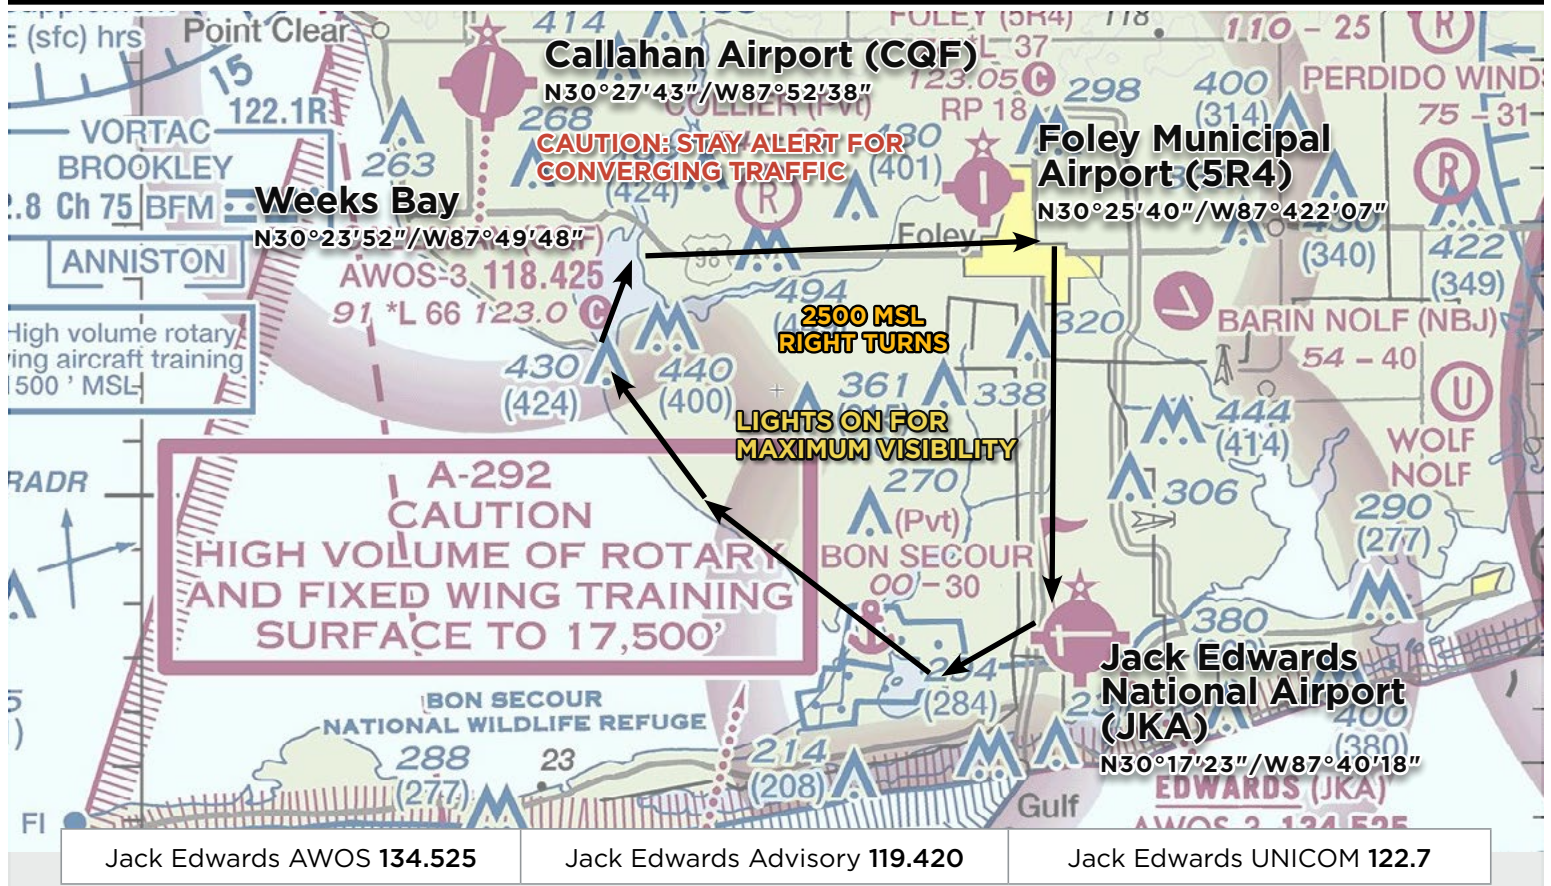 E (sfc) hrs
Point Clear
15
122.1R
VORTAC
BROOKLEY
Ch 75 BFM
ANNISTON
High volume rotary
wing aircraft training
500 ' MSL
263
414
268
(424)
FOLEY (5R4)
118
*L 37
123.05 C
RP 18
298
400
(314)
110 - 25
R
PERDIDO WINDS
75 - 31
R
Callahan Airport (CQF)
N30°27'43"/W87°52'38"
CAUTION: STAY ALERT FOR
CONVERGING TRAFFIC
(401)
R
Foley Municipal
Airport (5R4)
N30°25'40"/W87°422'07"
Weeks Bay
N30°23'52"/W87°49'48"
AWOS-3 118.425
91 *L 66 123.0 C
98
Foley
(340)
422
(349)
494
2500 MSL
RIGHT TURNS
320
BARIN NOLF (NBJ)
54 - 40
U
WOLF
NOLF
430
(424)
440
(400)
361
338
444
(414)
LIGHTS ON FOR
MAXIMUM VISIBILITY
RADR
A-292
CAUTION
HIGH VOLUME OF ROTARY
AND FIXED WING TRAINING
SURFACE TO 17,500'
270
(Pvt)
BON SECOUR
00 - 30
306
290
(277)
380
(284)
Jack Edwards
National Airport
(JKA)
N30°17'23"/W87°40'18"
400
(380)
BON SECOUR
NATIONAL WILDLIFE REFUGE
288
(277)
23
214
(208)
Gulf
EDWARDS (JKA)
AWOS-3 134.525
FI
Jack Edwards AWOS 134.525
Jack Edwards Advisory 119.420
Jack Edwards UNICOM 122.7